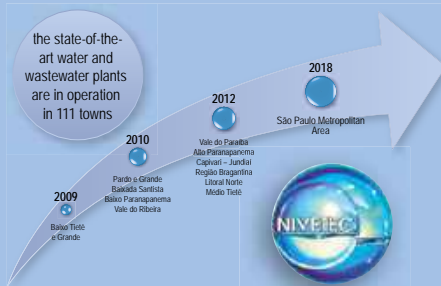 the state-of-the-
art water and
wastewater plants
are in operation
in 111 towns
2009
Baixo Tietê
e Grande
2010
Pardo e Grande
Baixada Santista
Baixo Paranapanema
Vale do Ribeira
2012
Vale do Paraíba
Alto Paranapanema
Capivari – Jundiaí
Região Bragantina
Litoral Norte
Médio Tietê
2018
São Paulo Metropolitan
Area
NIVETEC